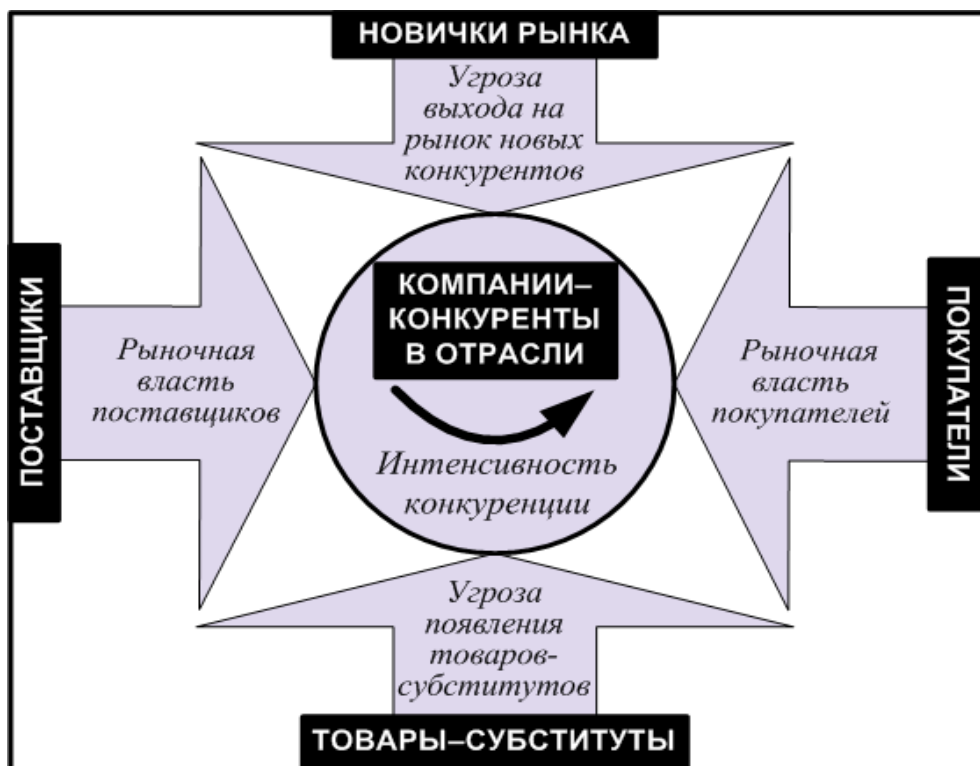 НОВИЧКИ РЫНКА
Угроза
выхода на
рынок новых
конкурентов
ПОСТАВЩИКИ
Рыночная
власть
поставщиков
КОМПАНИИ–
КОНКУРЕНТЫ
В ОТРАСЛИ
Интенсивность
конкуренции
Рыночная
власть
покупателей
ПОКУПАТЕЛИ
Угроза
появления
товаров-
субститутов
ТОВАРЫ–СУБСТИТУТЫ